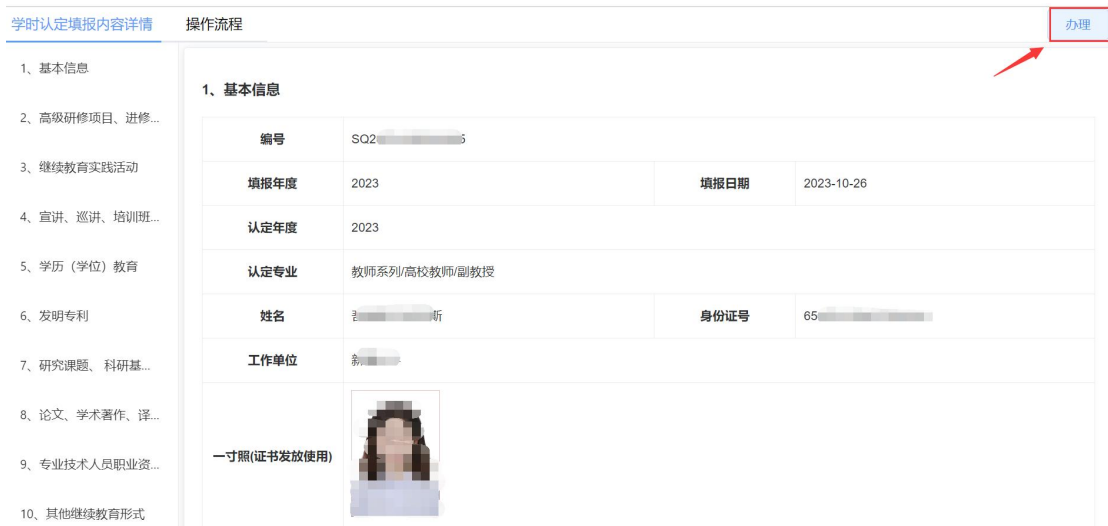 学时认定填报内容详情 操作流程 办理
1、基本信息
2、高级研修项目、进修...
3、继续教育实践活动
4、宣讲、巡讲、培训班...
5、学历（学位）教育
6、发明专利
7、研究课题、 科研基...
8、论文、学术著作、译...
9、专业技术人员职业资...
10、其他继续教育形式
1、基本信息
编号 SQ2
填报年度 2023 填报日期 2023-10-26
认定年度 2023
认定专业 教师系列/高校教师/副教授
姓名 斯 身份证号 65
工作单位 新
一寸照(证书发放使用)